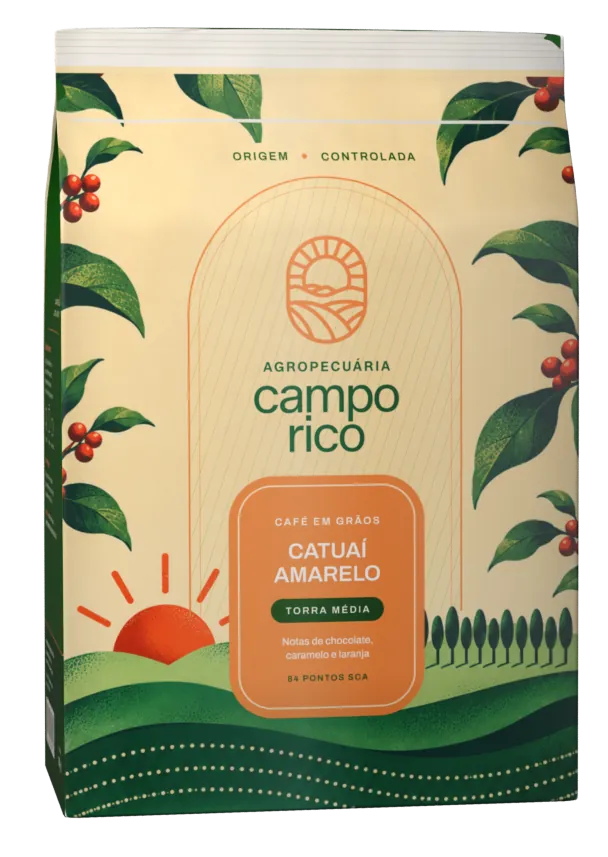 ORIGEM • CONTROLADA
AGROPECUÁRIA
campo
rico
CAFÉ EM GRÃOS
CATUAÍ
AMARELO
TORRA MÉDIA
Notas de chocolate,
caramelo e laranja
84 PONTOS SCA